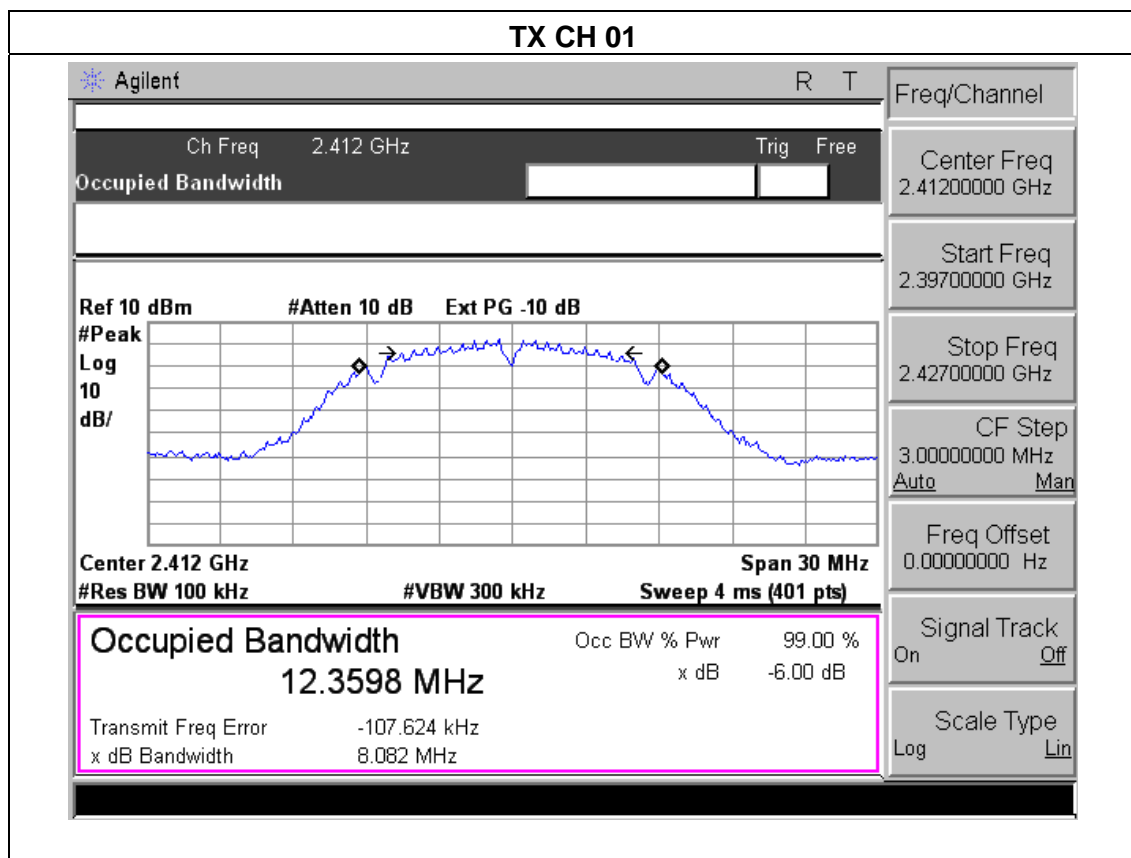 TX CH 01
Agilent R T
Freq/Channel
Ch Freq 2.412 GHz Trig Free
Occupied Bandwidth
Center Freq
2.41200000 GHz
Start Freq
2.39700000 GHz
Ref 10 dBm #Atten 10 dB Ext PG -10 dB
#Peak
Log
10
dB/
Stop Freq
2.42700000 GHz
CF Step
3.00000000 MHz
Auto Man
Freq Offset
0.00000000 Hz
Center 2.412 GHz Span 30 MHz
#Res BW 100 kHz #VBW 300 kHz Sweep 4 ms (401 pts)
Occupied Bandwidth Occ BW % Pwr 99.00 %
12.3598 MHz x dB -6.00 dB
Transmit Freq Error -107.624 kHz
x dB Bandwidth 8.082 MHz
Signal Track
On Off
Scale Type
Log Lin